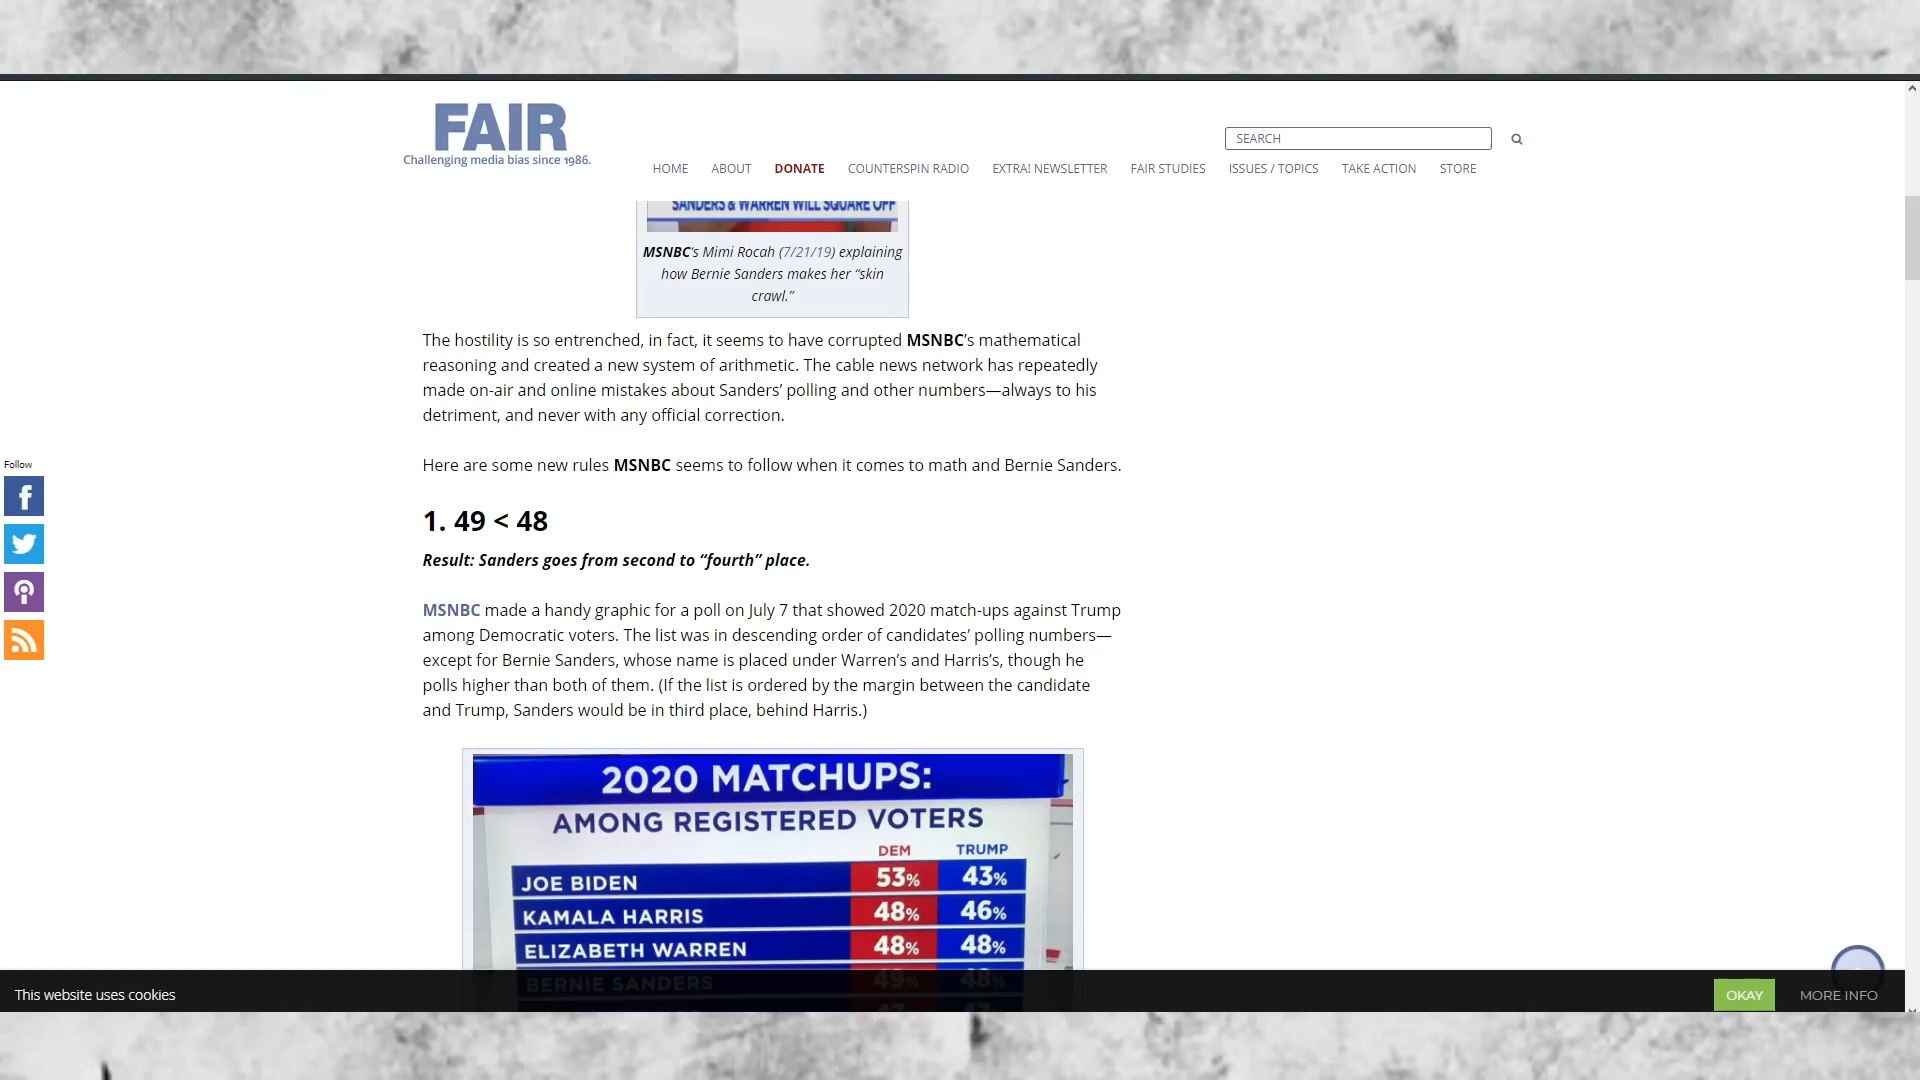 FAIR
Challenging media bias since 1986.
SEARCH
HOME ABOUT DONATE COUNTERSPIN RADIO EXTRA! NEWSLETTER FAIR STUDIES ISSUES / TOPICS TAKE ACTION STORE
SANDERS & WARREN WILL SQUARE OFF
MSNBC‘s Mimi Rocah (7/21/19) explaining
how Bernie Sanders makes her “skin
crawl.”
The hostility is so entrenched, in fact, it seems to have corrupted MSNBC’s mathematical
reasoning and created a new system of arithmetic. The cable news network has repeatedly
made on-air and online mistakes about Sanders’ polling and other numbers—always to his
detriment, and never with any official correction.
Here are some new rules MSNBC seems to follow when it comes to math and Bernie Sanders.
Follow
1. 49 < 48
Result: Sanders goes from second to “fourth” place.
MSNBC made a handy graphic for a poll on July 7 that showed 2020 match-ups against Trump
among Democratic voters. The list was in descending order of candidates’ polling numbers—
except for Bernie Sanders, whose name is placed under Warren’s and Harris’s, though he
polls higher than both of them. (If the list is ordered by the margin between the candidate
and Trump, Sanders would be in third place, behind Harris.)
2020 MATCHUPS:
AMONG REGISTERED VOTERS
DEM TRUMP
JOE BIDEN 53% 43%
KAMALA HARRIS 48% 46%
ELIZABETH WARREN 48% 48%
BERNIE SANDERS 49% 48%
This website uses cookies
OKAY MORE INFO